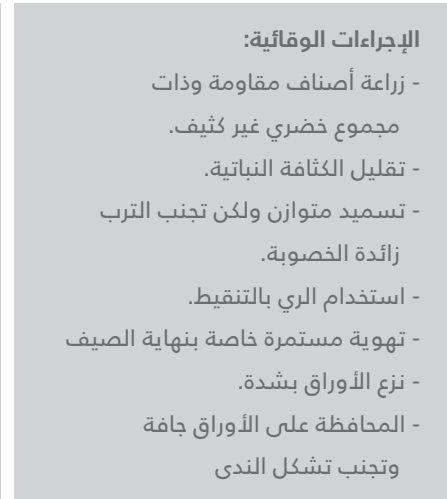 الإجراءات الوقائية:
- زراعة أصناف مقاومة وذات
مجموع خضري غير كثيف.
- تقليل الكثافة النباتية.
- تسميد متوازن ولكن تجنب الترب
زائدة الخصوبة.
- استخدام الري بالتنقيط.
- تهوية مستمرة خاصة بنهاية الصيف
- نزع الأوراق بشدة.
- المحافظة على الأوراق جافة
وتجنب تشكل الندى